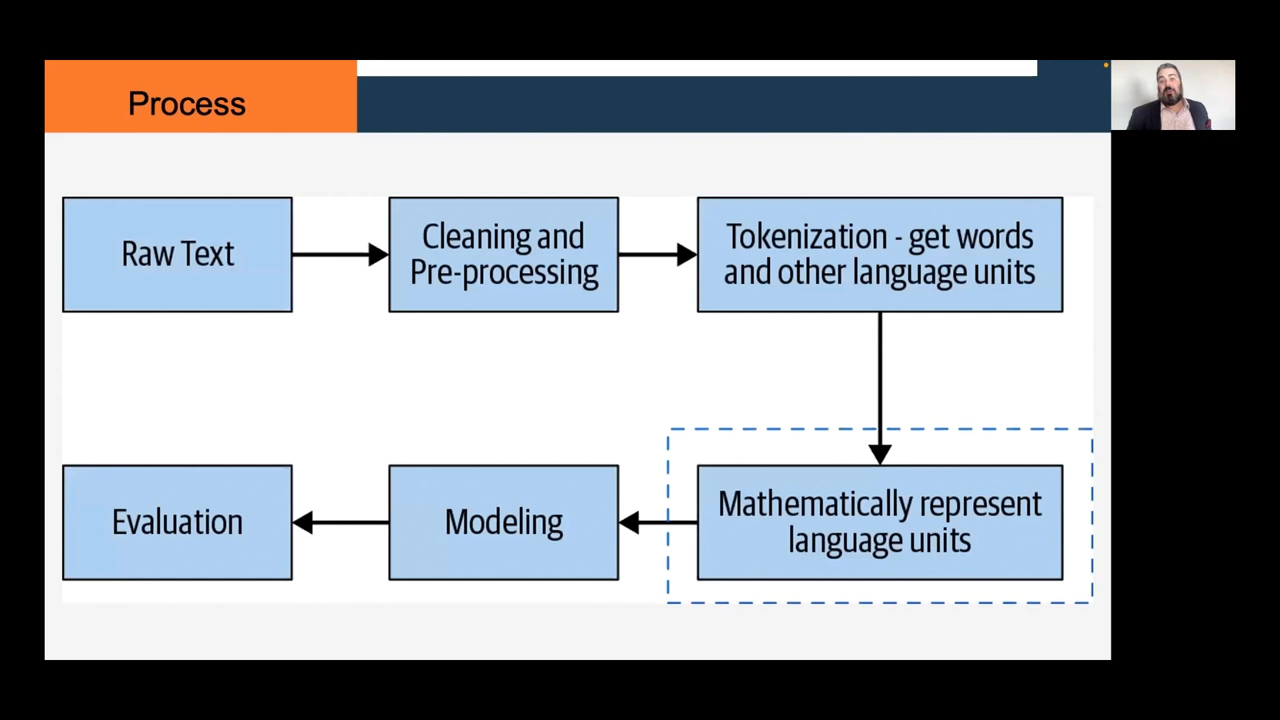 Process
Raw Text
Cleaning and
Pre-processing
Tokenization - get words
and other language units
Mathematically represent
language units
Modeling
Evaluation